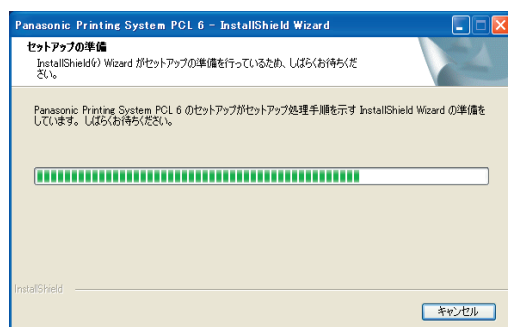 Panasonic Printing System PCL 6 - InstallShield Wizard
セットアップの準備
InstallShield(r) Wizard がセットアップの準備を行っているため、しばらくお待ちくだ
さい。
Panasonic Printing System PCL 6 のセットアップがセットアップ処理手順を示す InstallShield Wizard の準備を
しています。しばらくお待ちください。
InstallShield
キャンセル